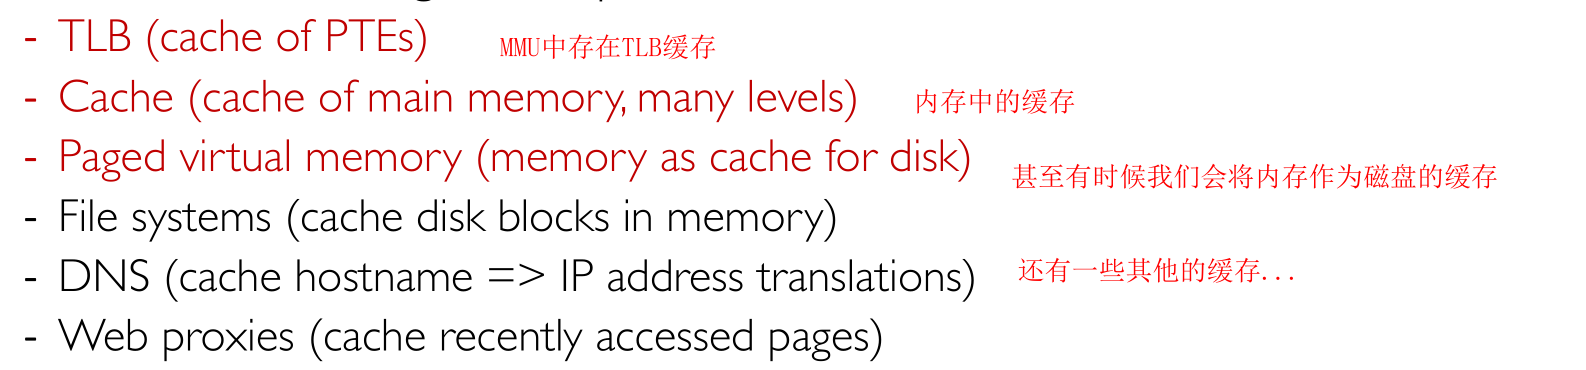 - TLB (cache of PTEs) MMU中存在TLB缓存
- Cache (cache of main memory, many levels) 内存中的缓存
- Paged virtual memory (memory as cache for disk) 甚至有时候我们会将内存作为磁盘的缓存
- File systems (cache disk blocks in memory)
- DNS (cache hostname => IP address translations) 还有一些其他的缓存...
- Web proxies (cache recently accessed pages)